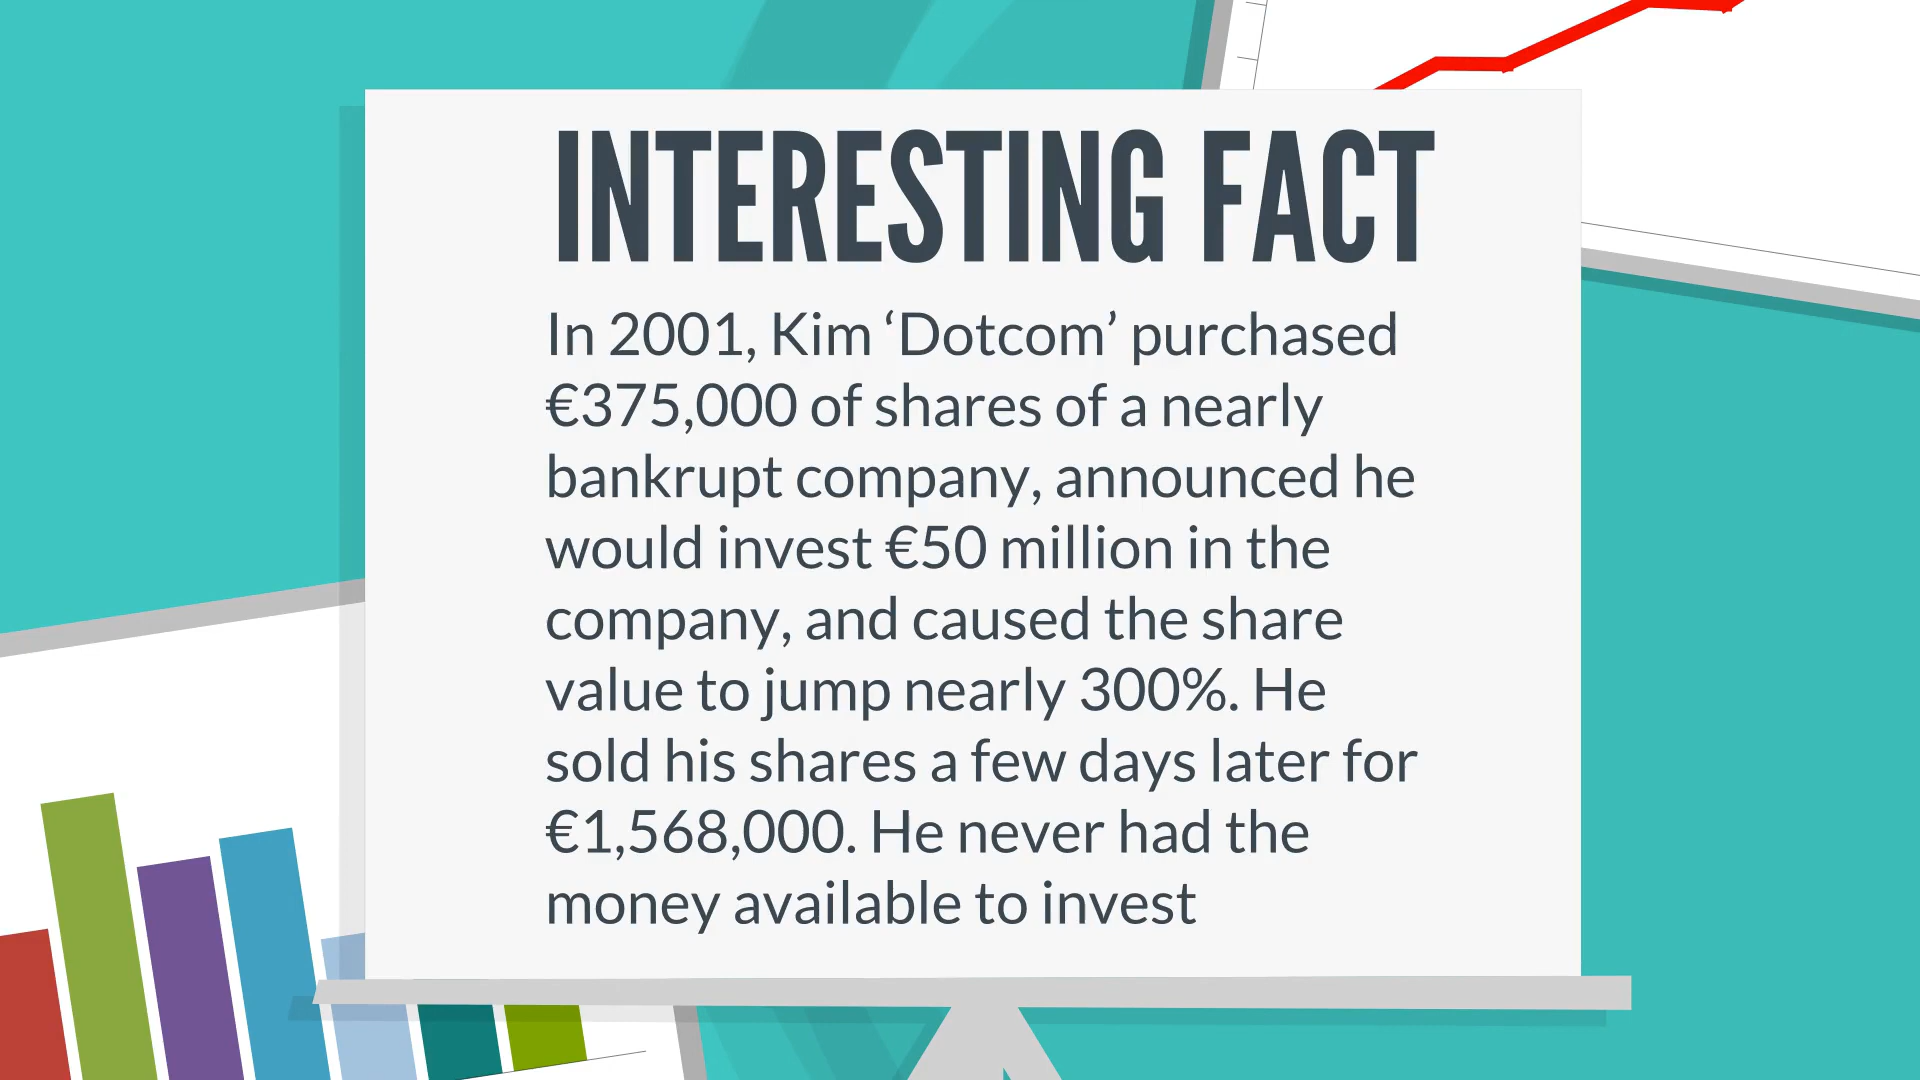 INTERESTING FACT
In 2001, Kim ‘Dotcom’ purchased
€375,000 of shares of a nearly
bankrupt company, announced he
would invest €50 million in the
company, and caused the share
value to jump nearly 300%. He
sold his shares a few days later for
€1,568,000. He never had the
money available to invest